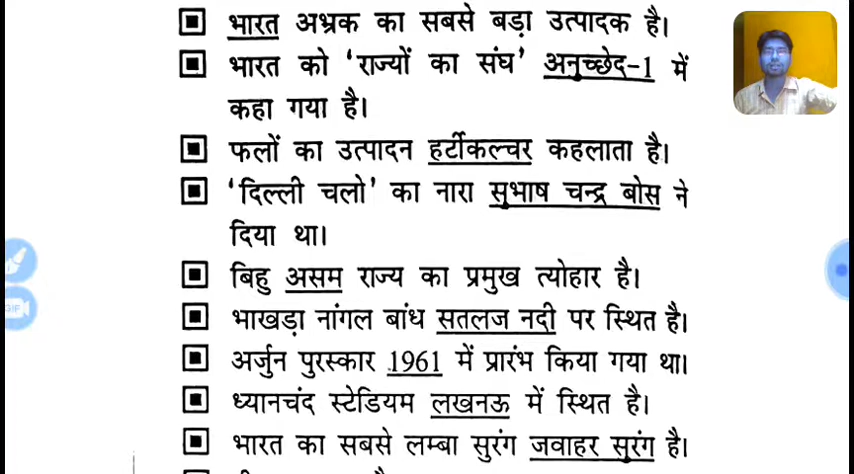 भारत अभ्रक का सबसे बड़ा उत्पादक है।
भारत को ‘राज्यों का संघ’ अनुच्छेद-1 में
कहा गया है।
फलों का उत्पादन हर्टीकल्चर कहलाता है।
‘दिल्ली चलो’ का नारा सुभाष चन्द्र बोस ने
दिया था।
बिहु असम राज्य का प्रमुख त्योहार है।
भाखड़ा नांगल बांध सतलज नदी पर स्थित है।
अर्जुन पुरस्कार 1961 में प्रारंभ किया गया था।
ध्यानचंद स्टेडियम लखनऊ में स्थित है।
भारत का सबसे लम्बा सुरंग जवाहर सुरंग है।
GIF